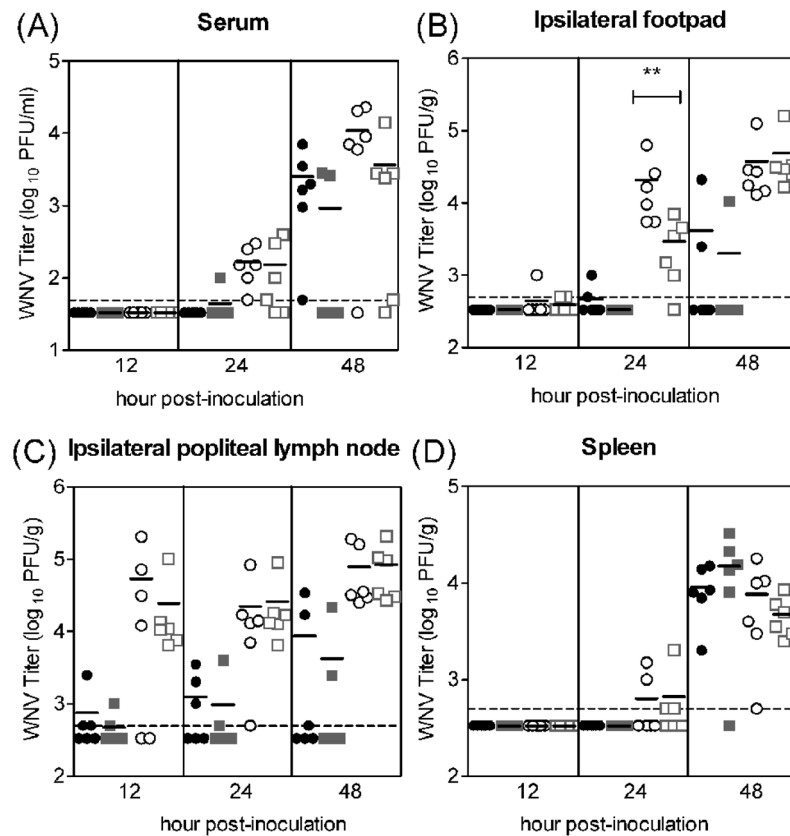 (A) Serum
WNV Titer (log10 PFU/ml)
5
4
3
2
1
12 24 48
hour post-inoculation
(B) Ipsilateral footpad
WNV Titer (log10 PFU/g)
6
5
4
3
2
**
12 24 48
hour post-inoculation
(C) Ipsilateral popliteal lymph node
WNV Titer (log10 PFU/g)
6
5
4
3
2
12 24 48
hour post-inoculation
(D) Spleen
WNV Titer (log10 PFU/g)
5
4
3
2
12 24 48
hour post-inoculation